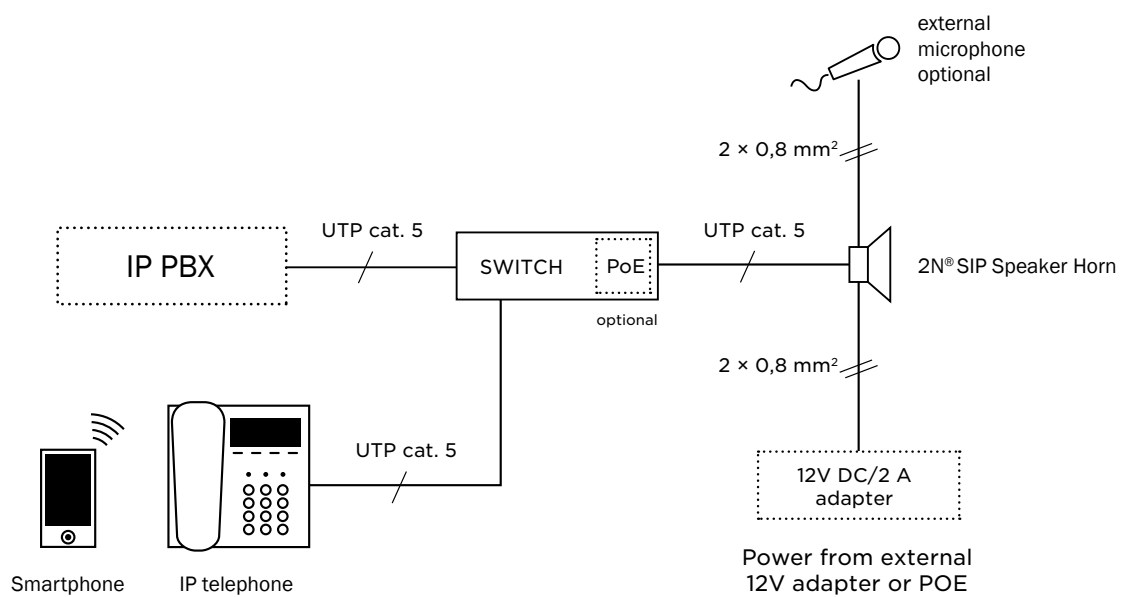 external
microphone
optional
2 × 0,8 mm²
UTP cat. 5
UTP cat. 5
IP PBX
SWITCH
PoE
2N® SIP Speaker Horn
optional
2 × 0,8 mm²
UTP cat. 5
12V DC/2 A
adapter
Power from external
12V adapter or POE
Smartphone
IP telephone